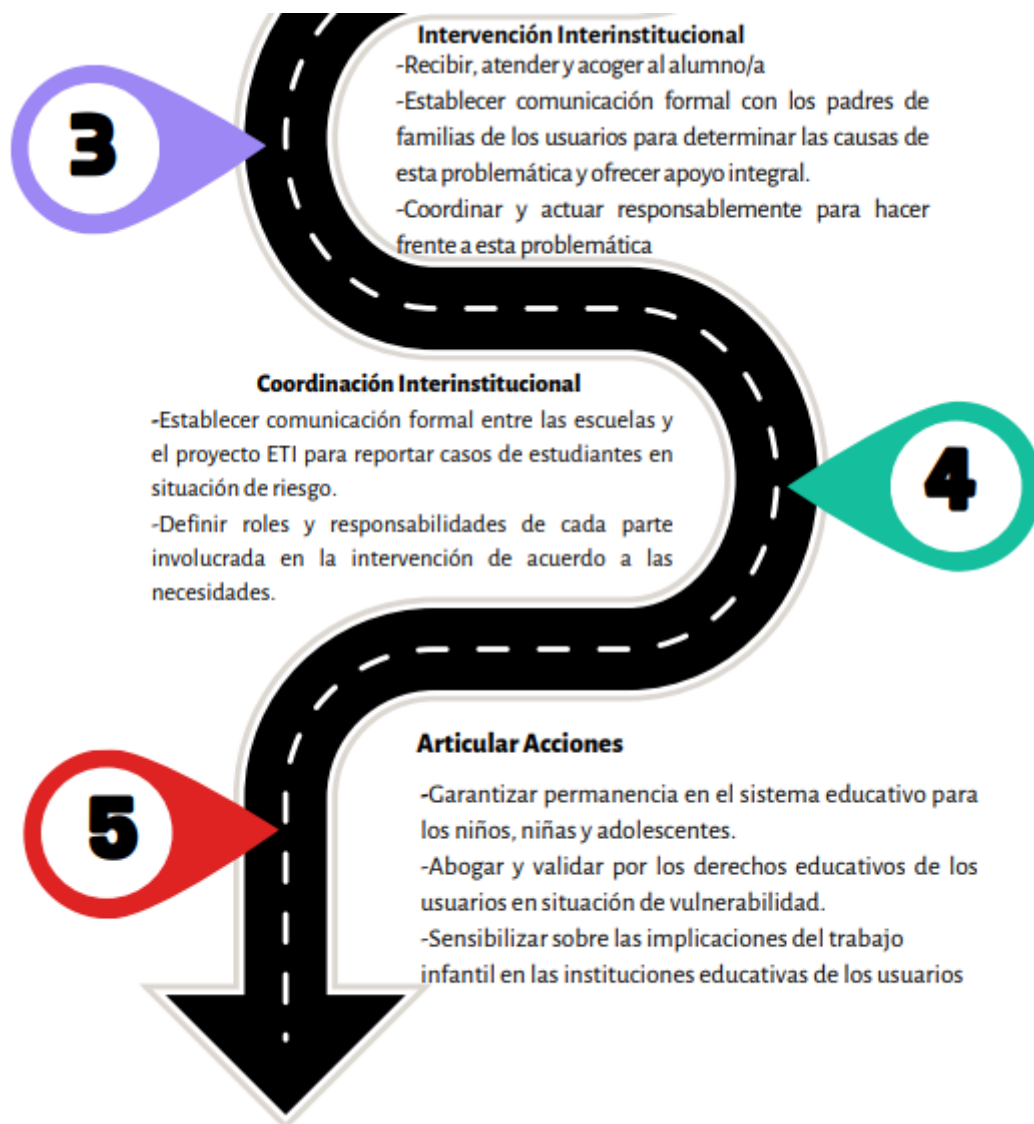 Intervención Interinstitucional
-Recibir, atender y acoger al alumno/a
-Establecer comunicación formal con los padres de
familias de los usuarios para determinar las causas de
esta problemática y ofrecer apoyo integral.
-Coordinar y actuar responsablemente para hacer
frente a esta problemática
3
Coordinación Interinstitucional
-Establecer comunicación formal entre las escuelas y
el proyecto ETI para reportar casos de estudiantes en
situación de riesgo.
-Definir roles y responsabilidades de cada parte
involucrada en la intervención de acuerdo a las
necesidades.
4
Articular Acciones
-Garantizar permanencia en el sistema educativo para
los niños, niñas y adolescentes.
-Abogar y validar por los derechos educativos de los
usuarios en situación de vulnerabilidad.
-Sensibilizar sobre las implicaciones del trabajo
infantil en las instituciones educativas de los usuarios
5